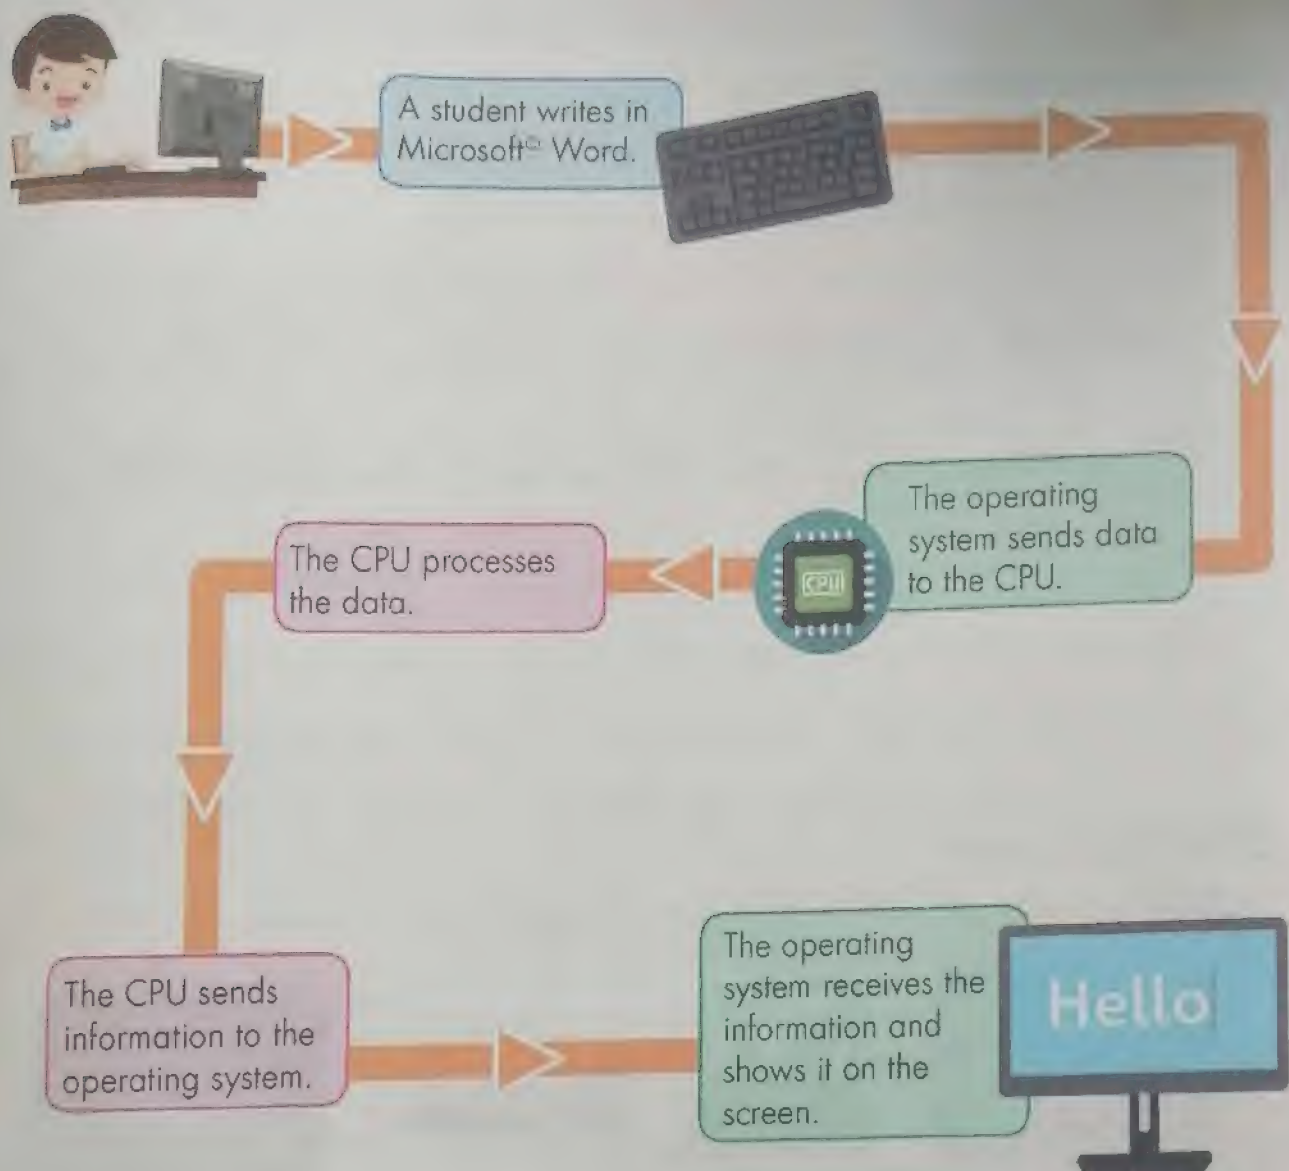 A student writes in
Microsoft© Word.
The operating
system sends data
to the CPU.
CPU
The CPU processes
the data.
The CPU sends
information to the
operating system.
The operating
system receives the
information and
shows it on the
screen.
Hello